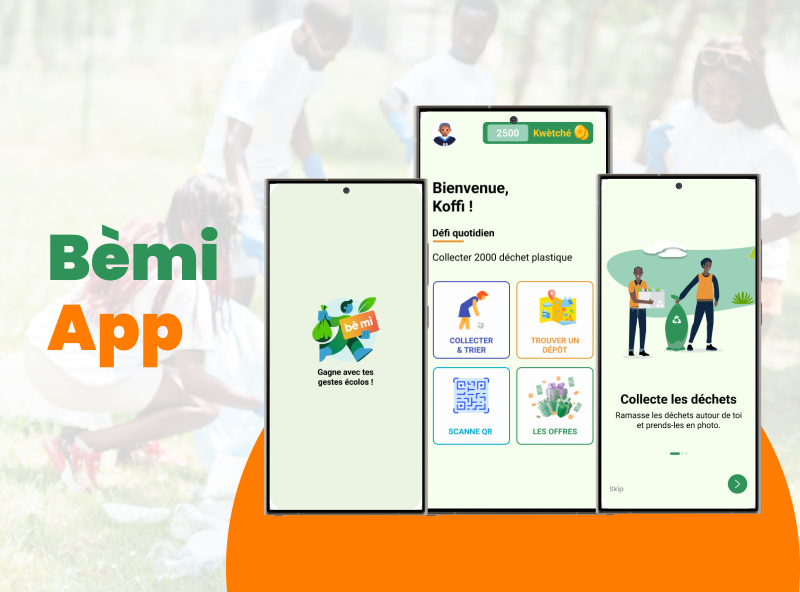 Bèmi
App
bè mi
Gagne avec tes
gestes écolos !
2500 Kwètché
Bienvenue,
Koffi !
Défi quotidien
Collecter 2000 déchet plastique
COLLECTER
& TRIER
TROUVER UN
DÉPÔT
SCANNE QR
LES OFFRES
Collecte les déchets
Ramasse les déchets autour de toi
et prends-les en photo.
Skip